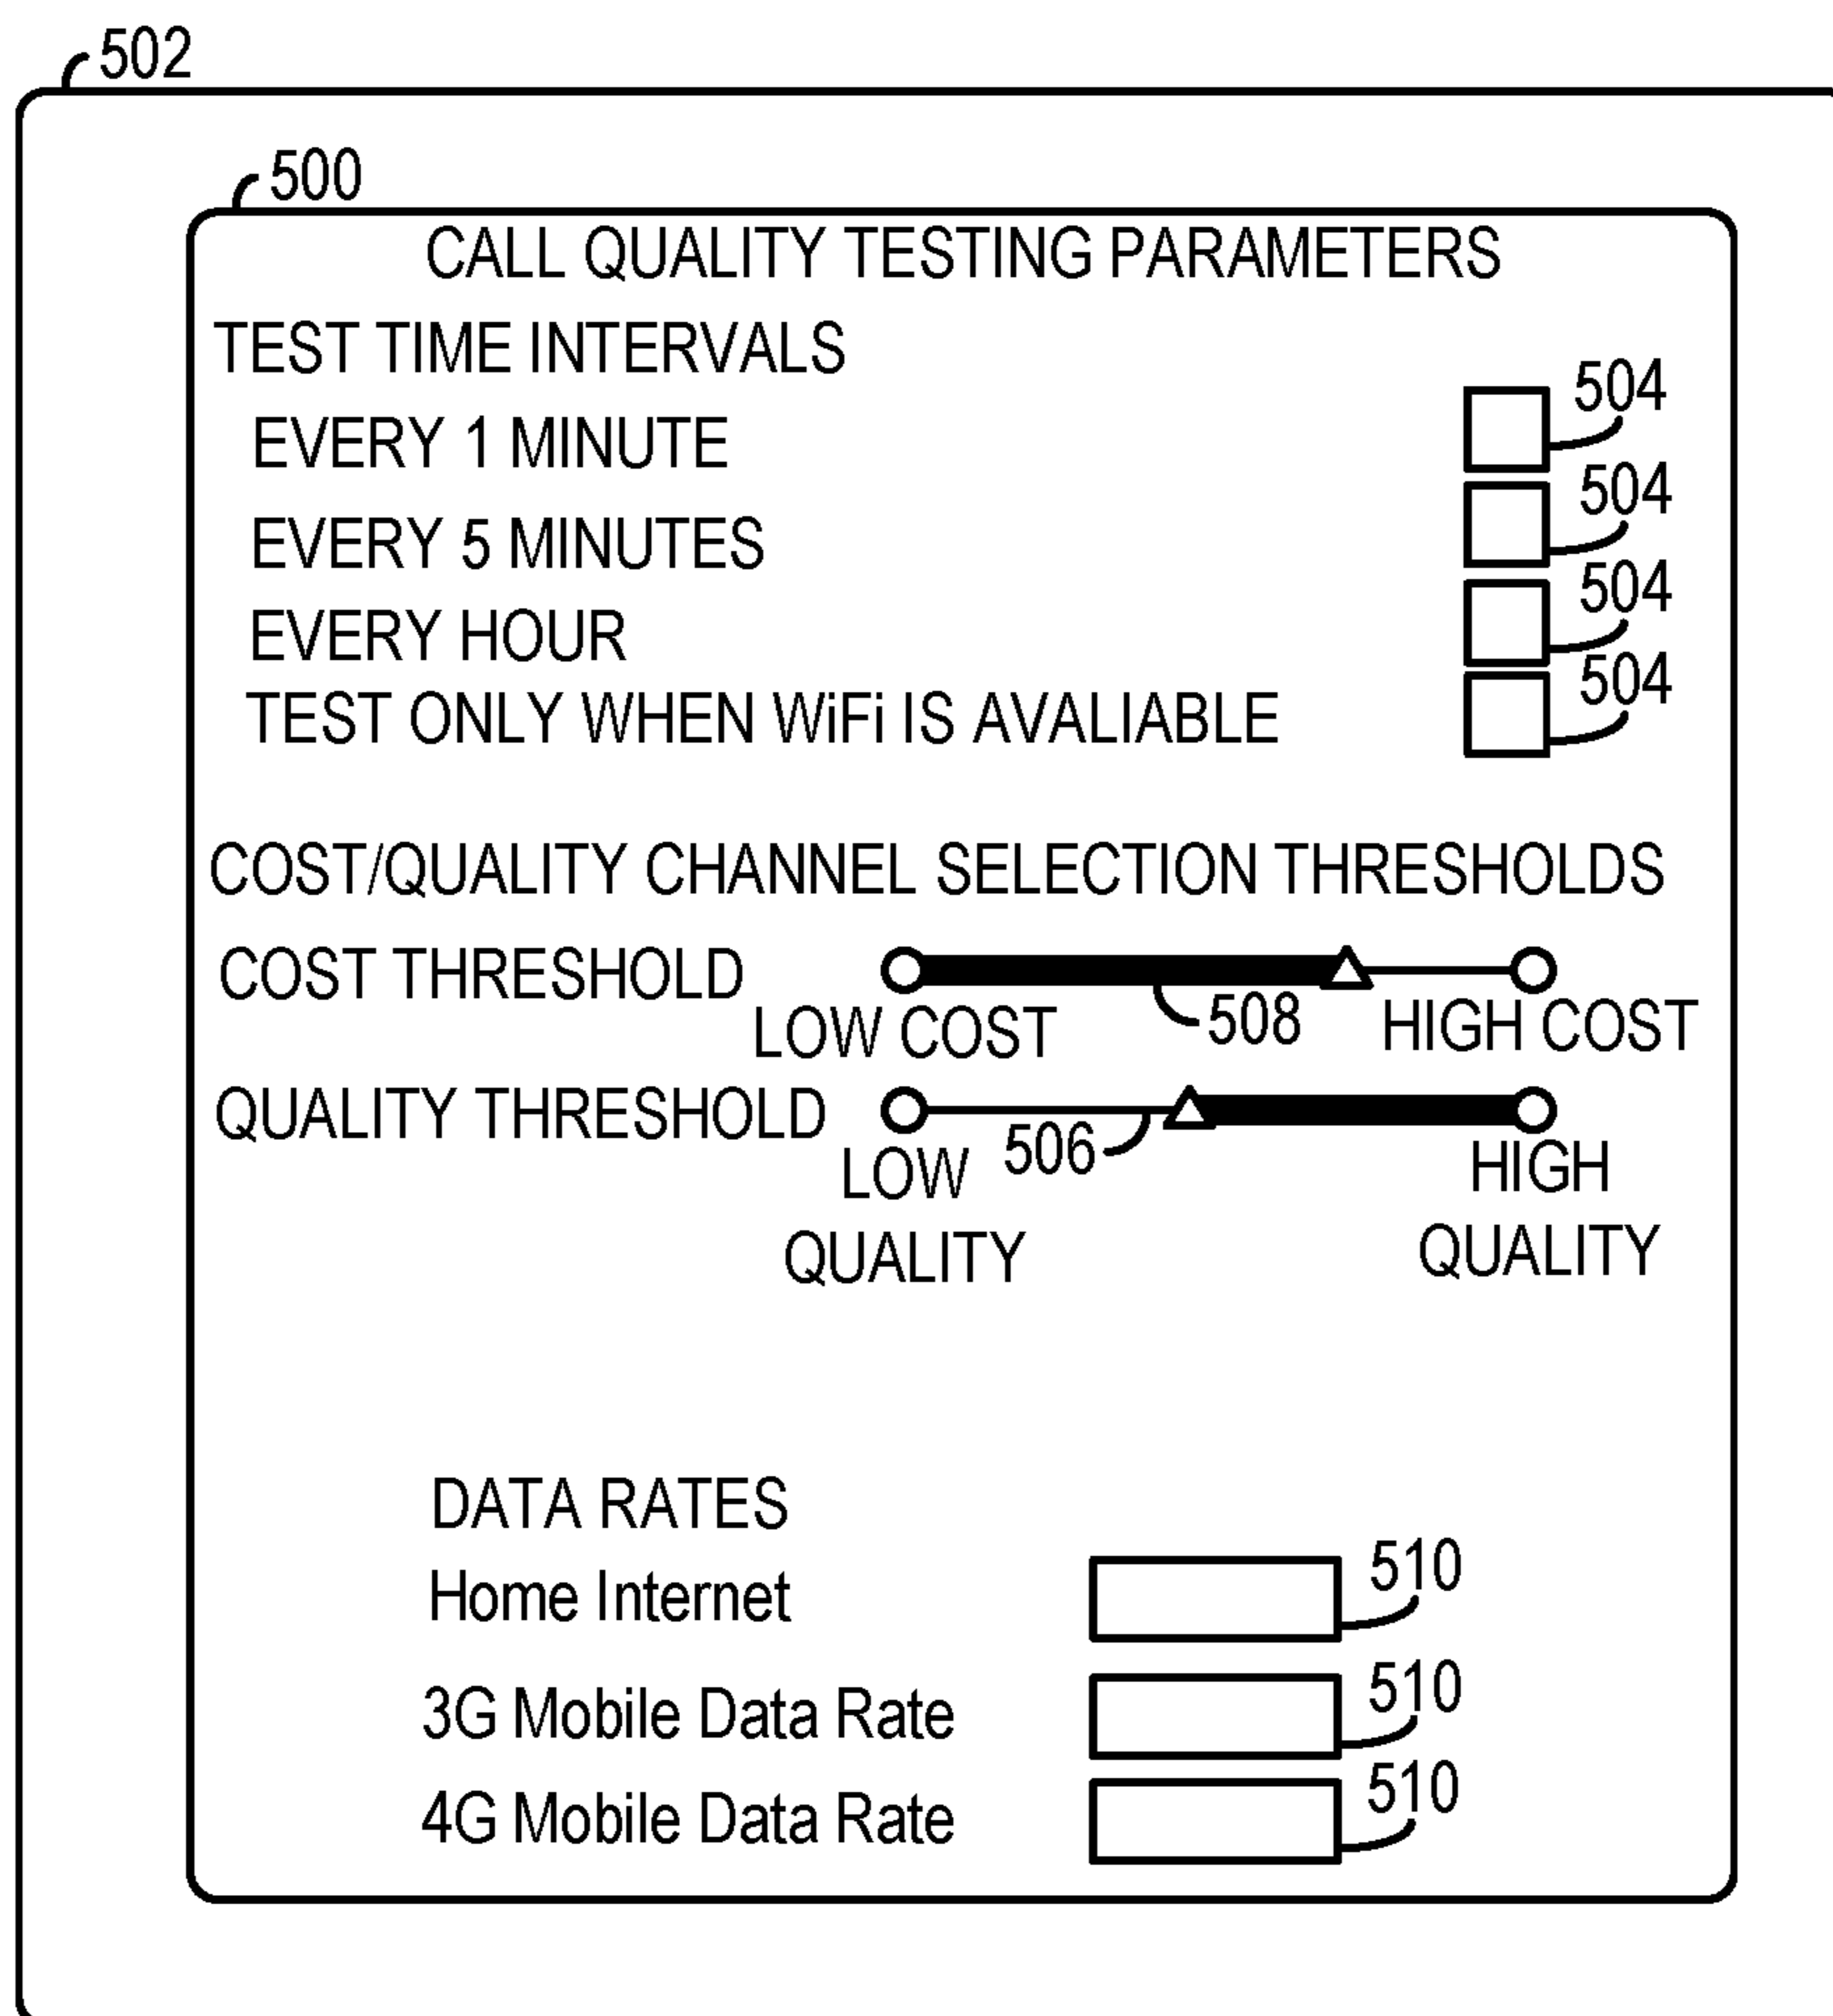 502
500
CALL QUALITY TESTING PARAMETERS
TEST TIME INTERVALS
EVERY 1 MINUTE 504
EVERY 5 MINUTES 504
EVERY HOUR 504
TEST ONLY WHEN WiFi IS AVALIABLE 504
COST/QUALITY CHANNEL SELECTION THRESHOLDS
COST THRESHOLD
LOW COST 508 HIGH COST
QUALITY THRESHOLD
LOW 506 HIGH
QUALITY QUALITY
DATA RATES
Home Internet 510
3G Mobile Data Rate 510
4G Mobile Data Rate 510